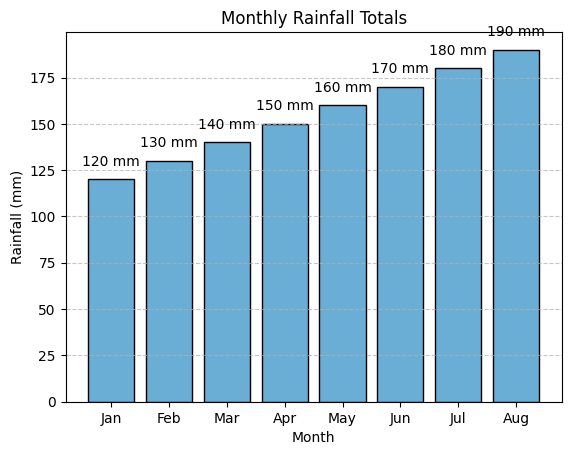 Monthly Rainfall Totals
190 mm
180 mm
170 mm
160 mm
150 mm
140 mm
130 mm
120 mm
175
150
125
100
75
50
25
0
Rainfall (mm)
Jan Feb Mar Apr May Jun Jul Aug
Month